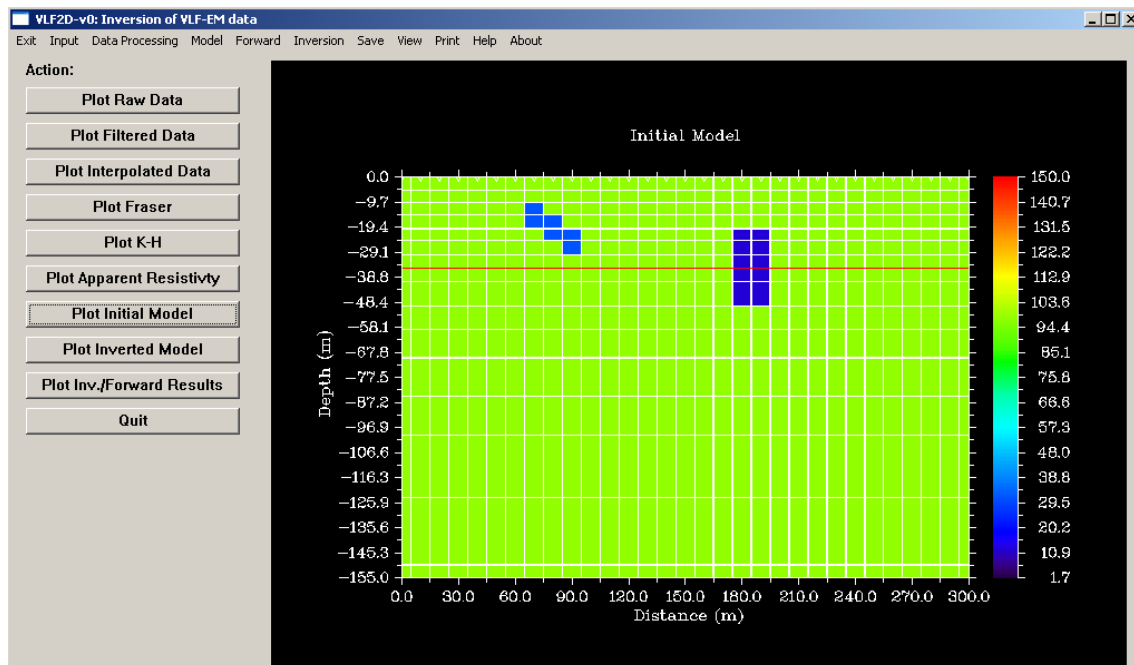 VLF2D-v0: Inversion of VLF-EM data
Exit Input Data Processing Model Forward Inversion Save View Print Help About
Action:
Plot Raw Data
Plot Filtered Data
Plot Interpolated Data
Plot Fraser
Plot K-H
Plot Apparent Resistivty
Plot Initial Model
Plot Inverted Model
Plot Inv./Forward Results
Quit
Initial Model
Depth (m)
0.0
-9.7
-19.4
-29.1
-38.8
-48.4
-58.1
-67.8
-77.5
-87.2
-96.9
-106.6
-116.3
-125.9
-135.6
-145.3
-155.0
0.0 30.0 60.0 90.0 120.0 150.0 180.0 210.0 240.0 270.0 300.0
Distance (m)
150.0
140.7
131.5
122.2
112.9
103.6
94.4
85.1
75.8
66.6
57.3
48.0
38.8
29.5
20.2
10.9
1.7